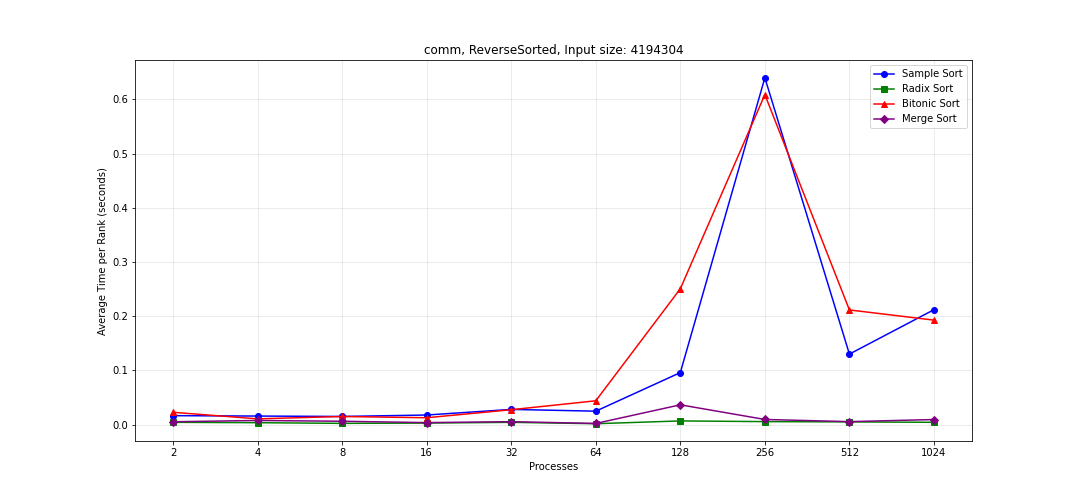 comm, ReverseSorted, Input size: 4194304
Sample Sort
Radix Sort
Bitonic Sort
Merge Sort
Average Time per Rank (seconds)
0.6
0.5
0.4
0.3
0.2
0.1
0.0
2 4 8 16 32 64 128 256 512 1024
Processes